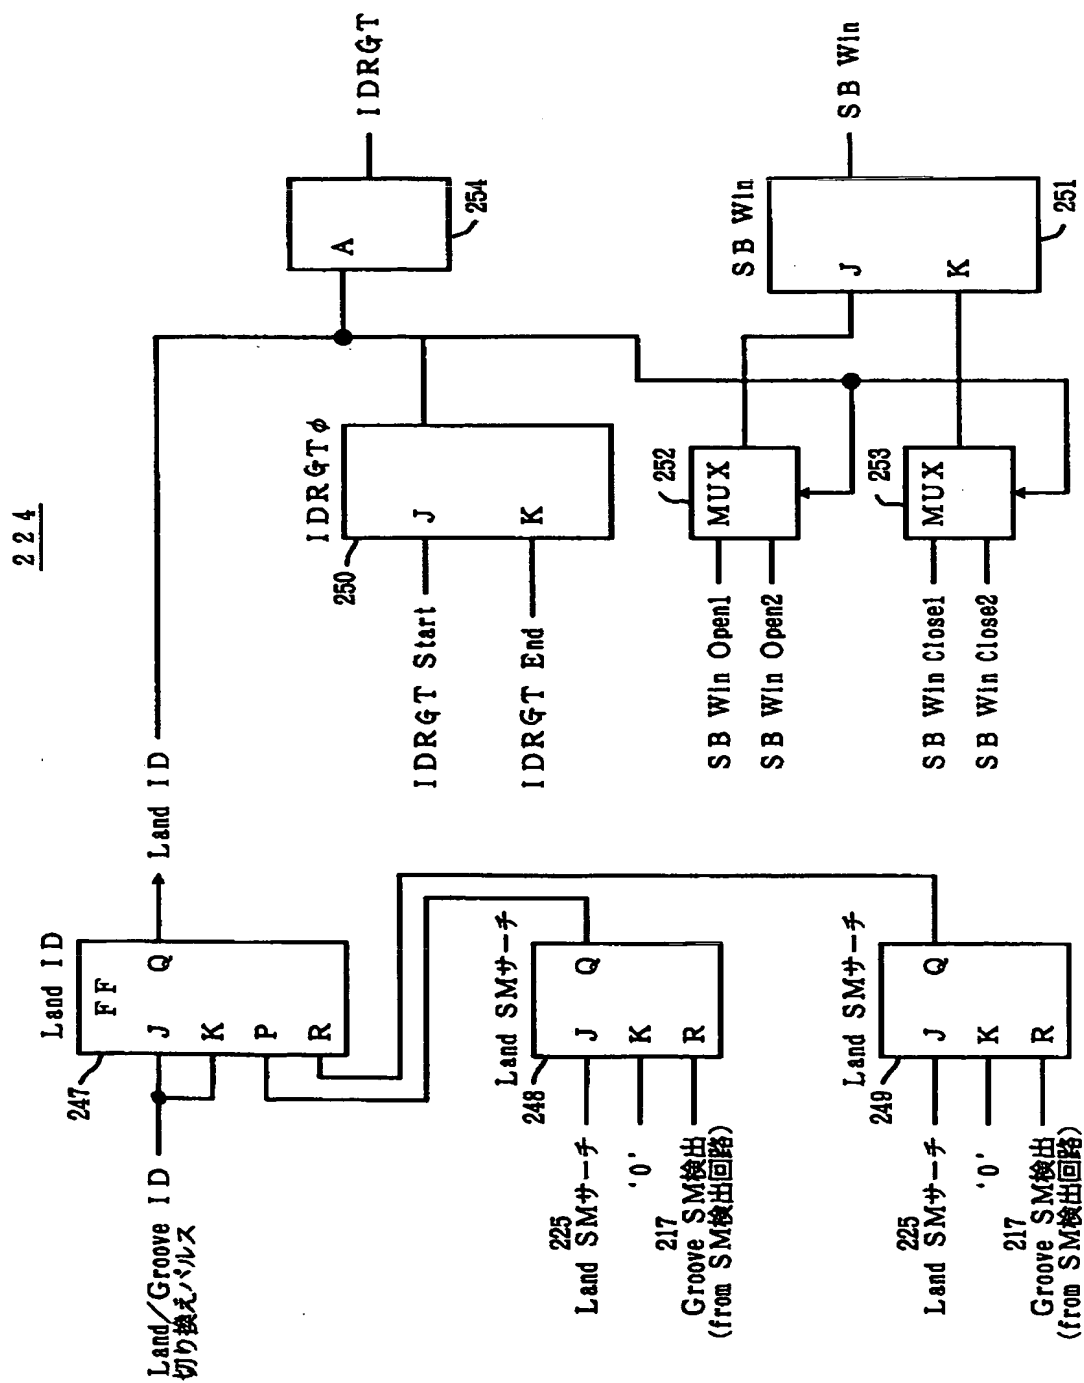 224
Land/Groove ID
切り換えパルス
247
Land ID
FF
J
K
P
R
Q
Land ID
225
Land SMサーチ
'0'
217
Groove SM検出
(from SM検出回路)
248
Land SMサーチ
J
K
R
Q
225
Land SMサーチ
'0'
217
Groove SM検出
(from SM検出回路)
249
Land SMサーチ
J
K
R
Q
IDRGT Start
IDRGT End
250
IDRGTφ
J
K
A
254
IDRGT
SB Win Open1
SB Win Open2
252
MUX
SB Win Close1
SB Win Close2
253
MUX
SB Win
J
K
251
SB Win